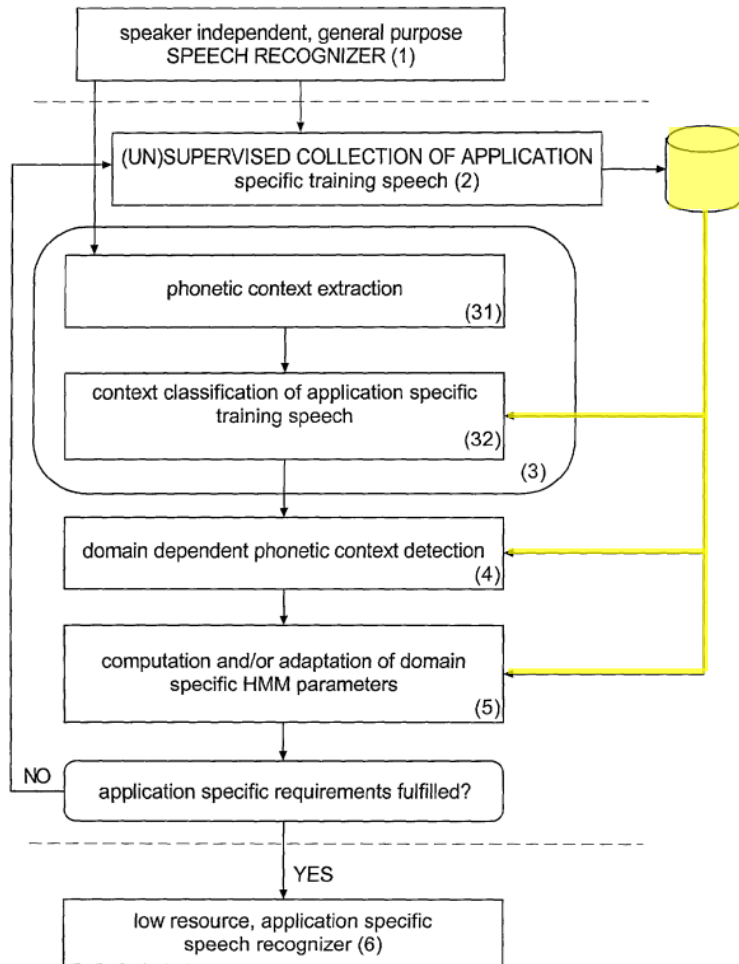 speaker independent, general purpose
SPEECH RECOGNIZER (1)
(UN)SUPERVISED COLLECTION OF APPLICATION
specific training speech (2)
phonetic context extraction
(31)
context classification of application specific
training speech
(32)
(3)
domain dependent phonetic context detection
(4)
computation and/or adaptation of domain
specific HMM parameters
(5)
NO
application specific requirements fulfilled?
YES
low resource, application specific
speech recognizer (6)